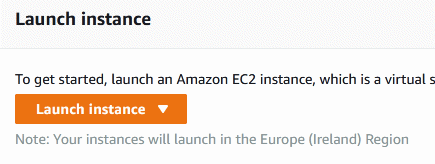 Launch instance
To get started, launch an Amazon EC2 instance, which is a virtual
Launch instance
Note: Your instances will launch in the Europe (Ireland) Region